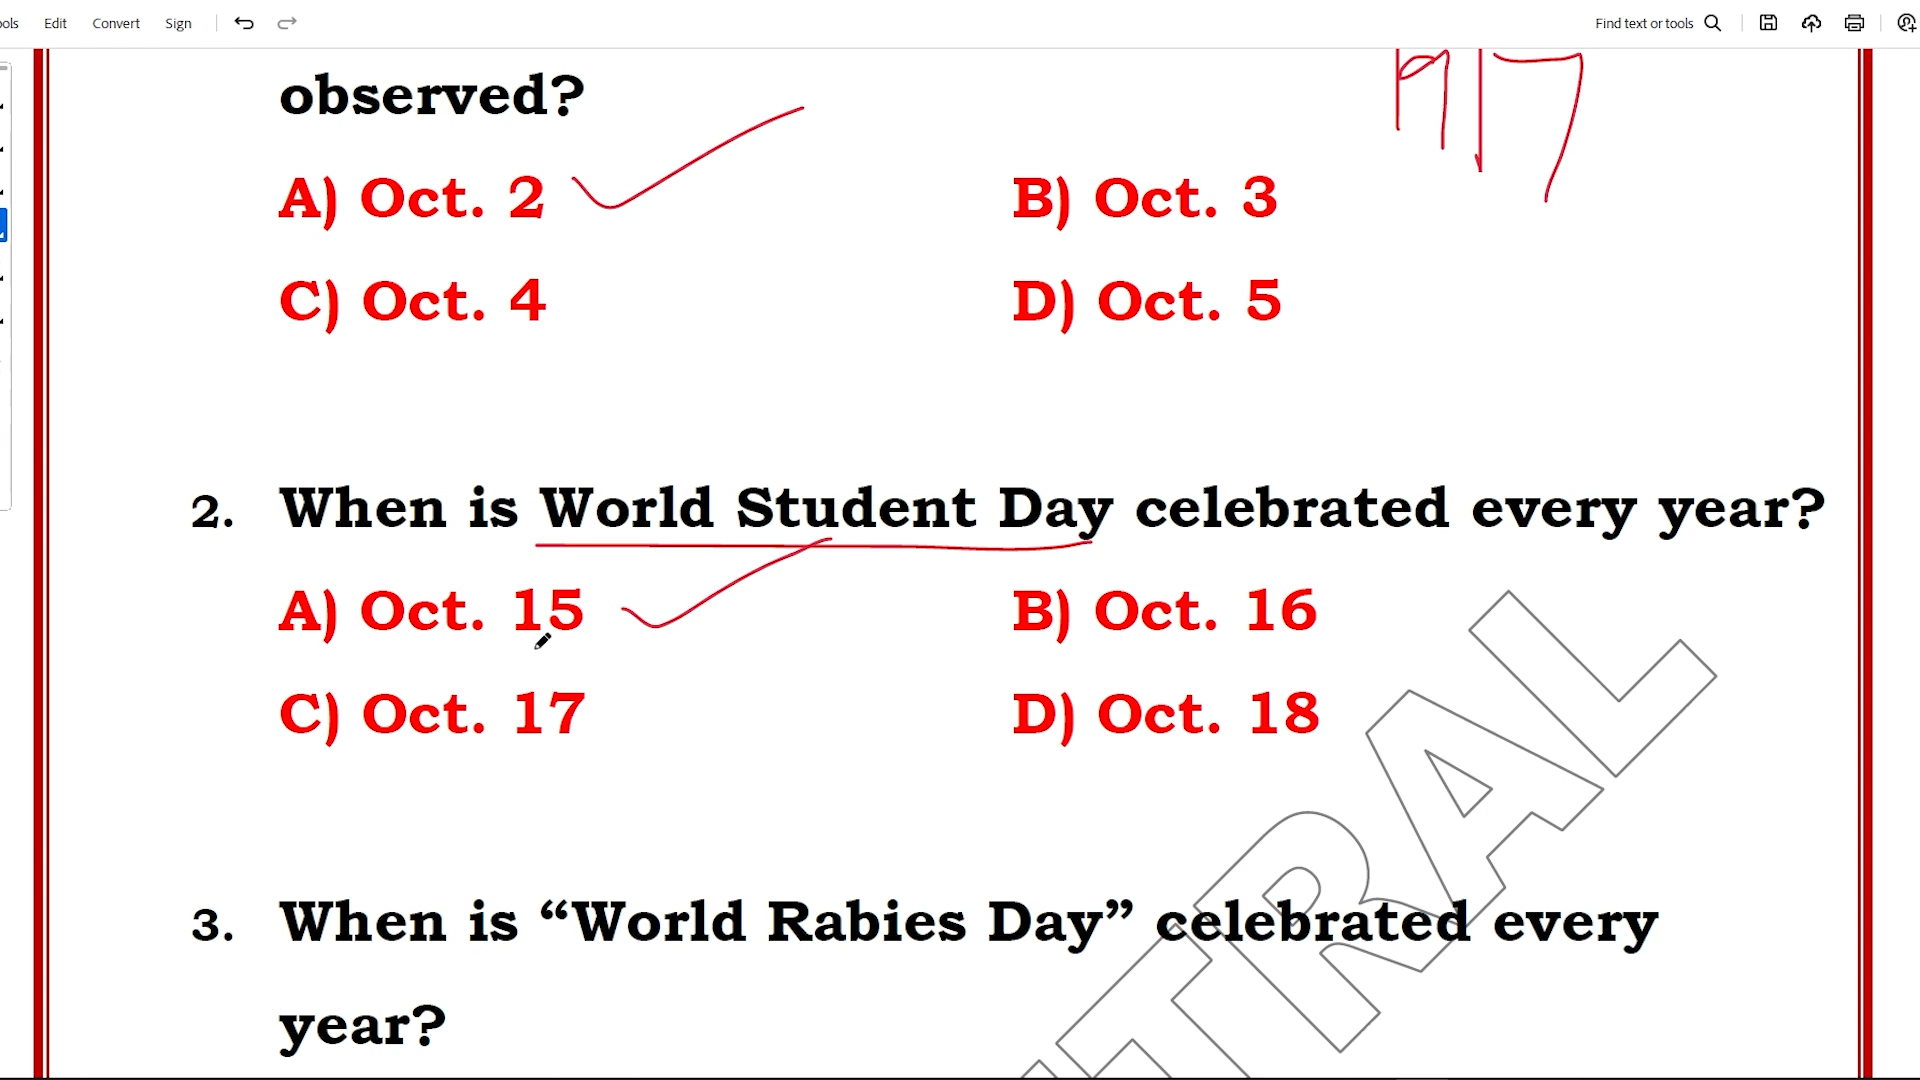 Edit Convert Sign Find text or tools
1917
observed?
A) Oct. 2 B) Oct. 3
C) Oct. 4 D) Oct. 5
2. When is World Student Day celebrated every year?
A) Oct. 15 B) Oct. 16
C) Oct. 17 D) Oct. 18
3. When is “World Rabies Day” celebrated every
year?
TRAL